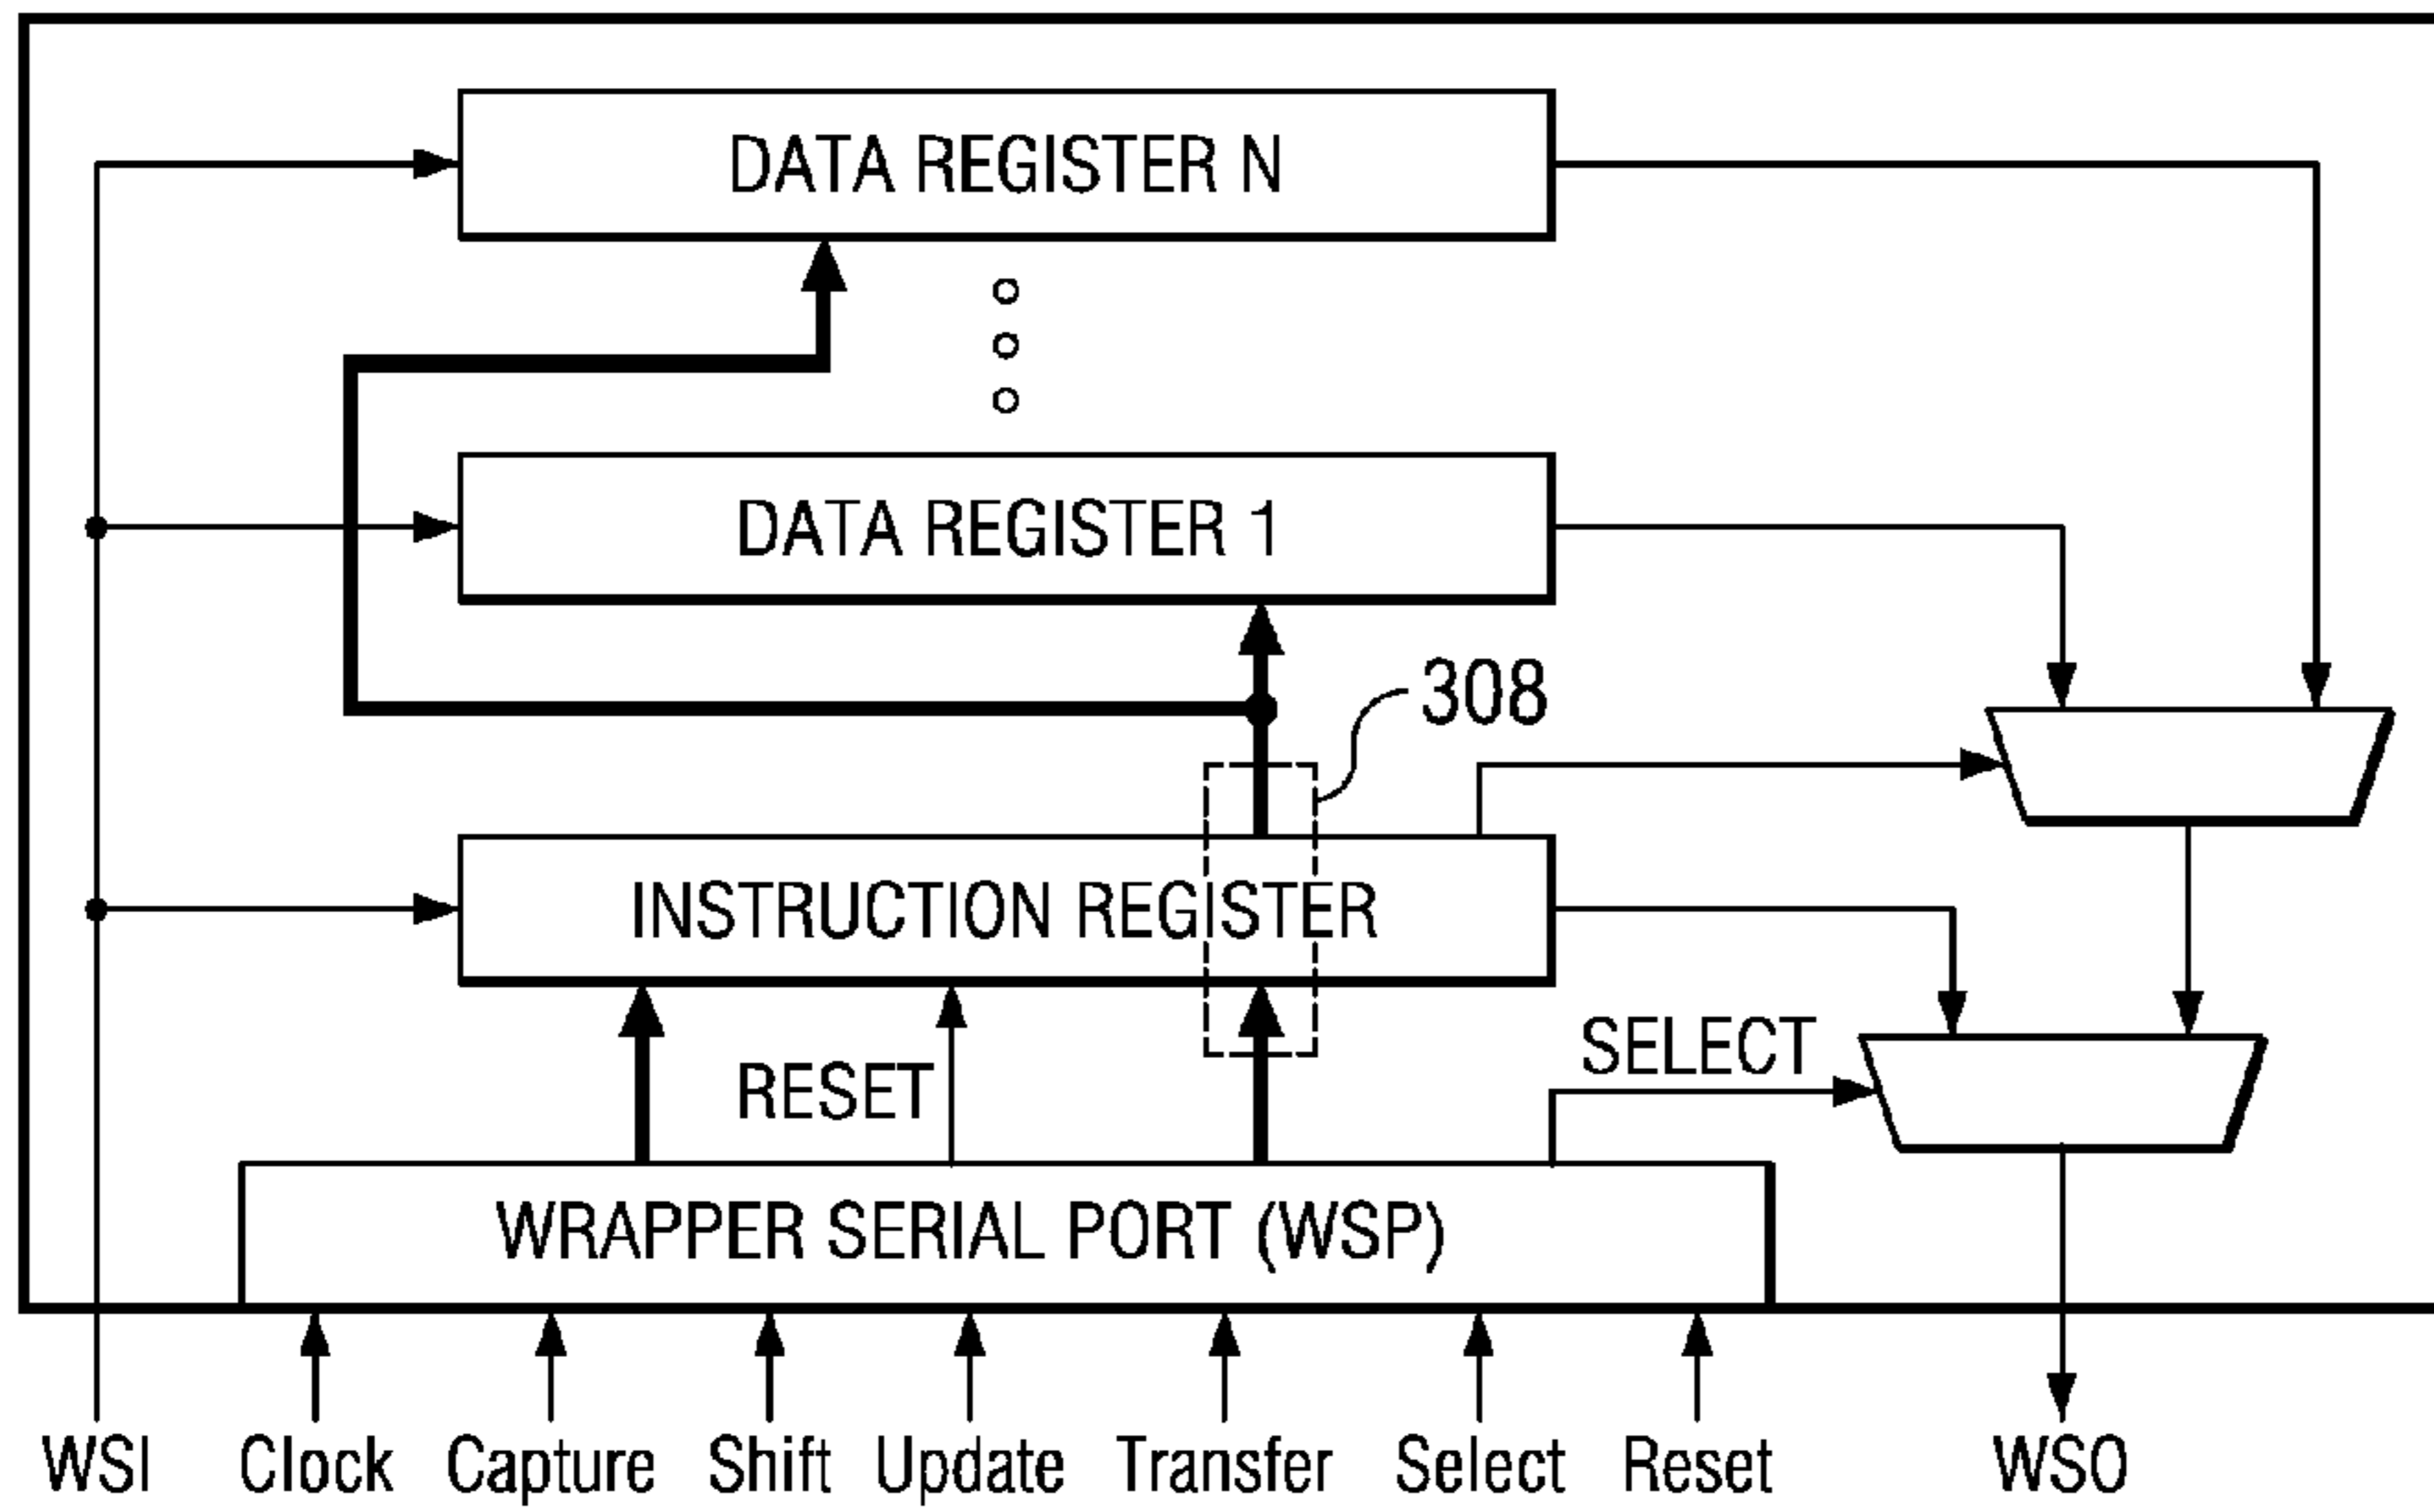 DATA REGISTER N
DATA REGISTER 1
308
INSTRUCTION REGISTER
RESET
SELECT
WRAPPER SERIAL PORT (WSP)
WSI Clock Capture Shift Update Transfer Select Reset WSO